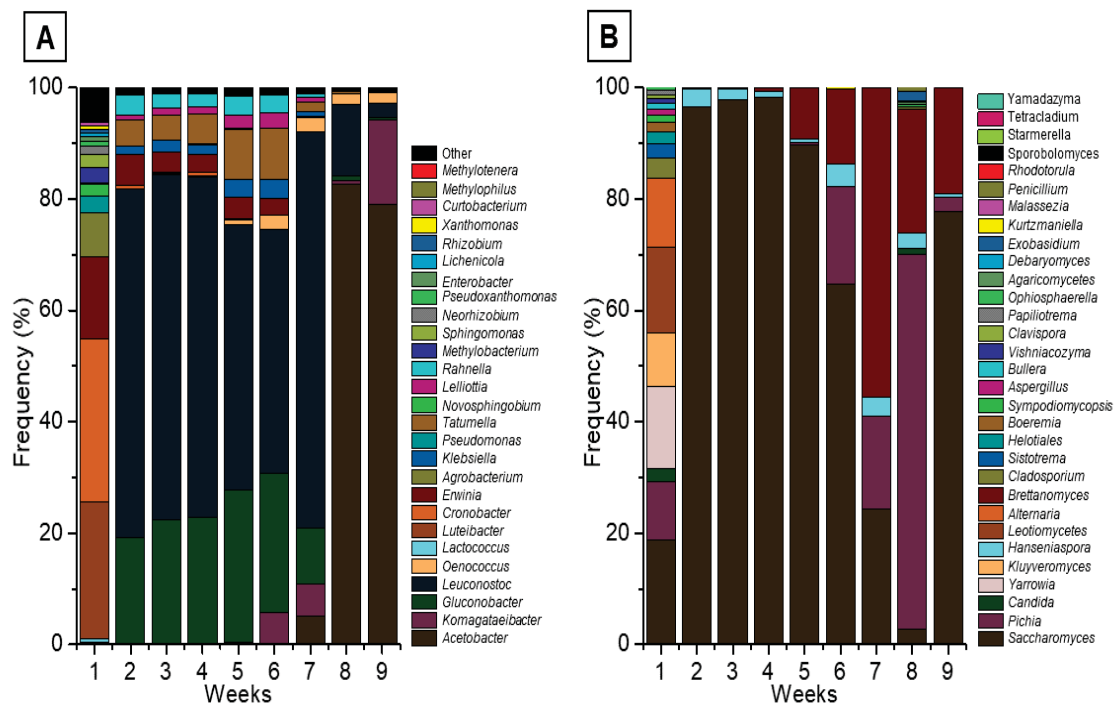 A
100
80
60
40
20
0
Frequency (%)
1 2 3 4 5 6 7 8 9
Weeks
Other
Methylotenera
Methylophilus
Curtobacterium
Xanthomonas
Rhizobium
Lichenicola
Enterobacter
Pseudoxanthomonas
Neorhizobium
Sphingomonas
Methylobacterium
Rahnella
Lelliottia
Novosphingobium
Tatumella
Pseudomonas
Klebsiella
Agrobacterium
Erwinia
Cronobacter
Luteibacter
Lactococcus
Oenococcus
Leuconostoc
Gluconobacter
Komagataeibacter
Acetobacter
B
100
80
60
40
20
0
Frequency (%)
1 2 3 4 5 6 7 8 9
Weeks
Yamadazyma
Tetracladium
Starmerella
Sporobolomyces
Rhodotorula
Penicillium
Malassezia
Kurtzmaniella
Exobasidium
Debaryomyces
Agaricomycetes
Ophiosphaerella
Papiliotrema
Clavispora
Vishniacozyma
Bullera
Aspergillus
Sympodiomycopsis
Boeremia
Helotiales
Sistotrema
Cladosporium
Brettanomyces
Alternaria
Leotiomycetes
Hanseniaspora
Kluyveromyces
Yarrowia
Candida
Pichia
Saccharomyces